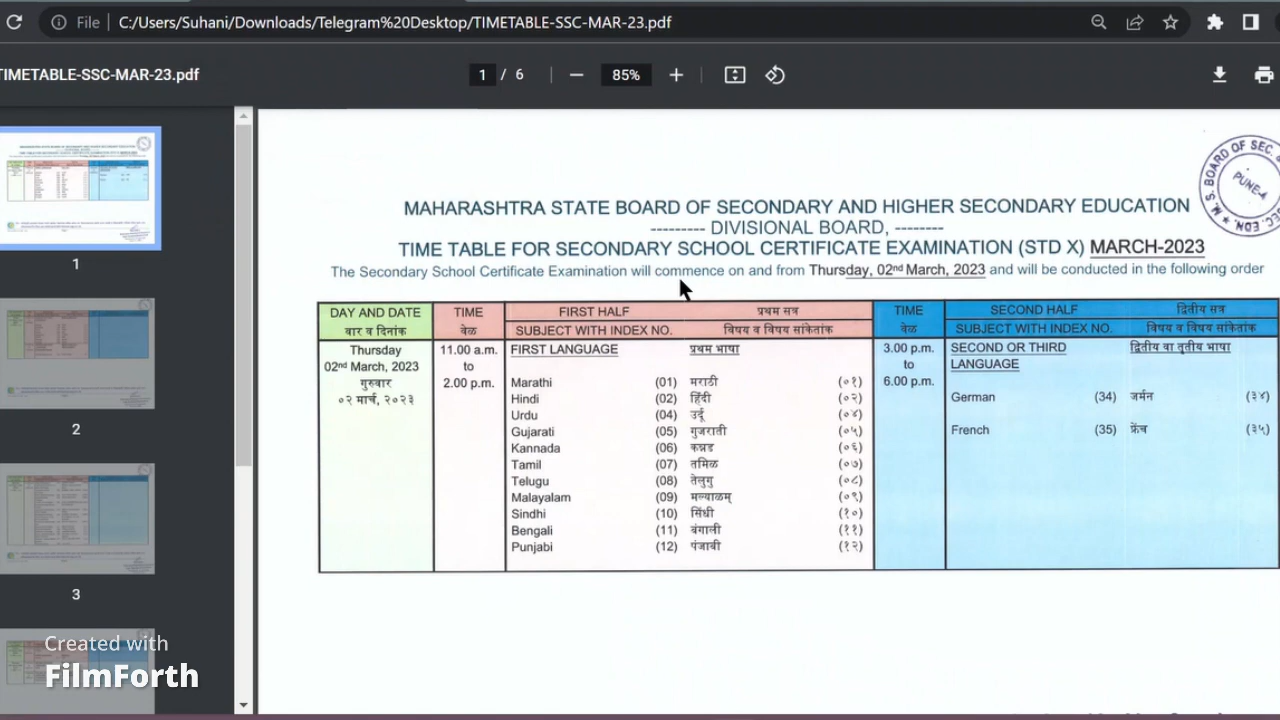 File | C:/Users/Suhani/Downloads/Telegram%20Desktop/TIMETABLE-SSC-MAR-23.pdf
TIMETABLE-SSC-MAR-23.pdf
1 / 6
85%
1
2
3
MAHARASHTRA STATE BOARD OF SECONDARY AND HIGHER SECONDARY EDUCATION
--------- DIVISIONAL BOARD, --------
TIME TABLE FOR SECONDARY SCHOOL CERTIFICATE EXAMINATION (STD X) MARCH-2023
The Secondary School Certificate Examination will commence on and from Thursday, 02nd March, 2023 and will be conducted in the following order
M. S. BOARD OF SEC. &
SEC. EDN.
PUNE-4
DAY AND DATE
वार व दिनांक
TIME
वेळ
FIRST HALF प्रथम सत्र
SUBJECT WITH INDEX NO. विषय व विषय सांकेतांक
TIME
वेळ
SECOND HALF द्वितीय सत्र
SUBJECT WITH INDEX NO. विषय व विषय सांकेतांक
Thursday
02nd March, 2023
गुरुवार
०२ मार्च, २०२३
11.00 a.m.
to
2.00 p.m.
FIRST LANGUAGE प्रथम भाषा
Marathi (01) मराठी (०१)
Hindi (02) हिंदी (०२)
Urdu (04) उर्दू (०४)
Gujarati (05) गुजराती (०५)
Kannada (06) कन्नड (०६)
Tamil (07) तमिळ (०७)
Telugu (08) तेलुगु (०८)
Malayalam (09) मल्याळम् (०९)
Sindhi (10) सिंधी (१०)
Bengali (11) बंगाली (११)
Punjabi (12) पंजाबी (१२)
3.00 p.m.
to
6.00 p.m.
SECOND OR THIRD द्वितीय वा तृतीय भाषा
LANGUAGE
German (34) जर्मन (३४)
French (35) फ्रेंच (३५)
Created with
FilmForth